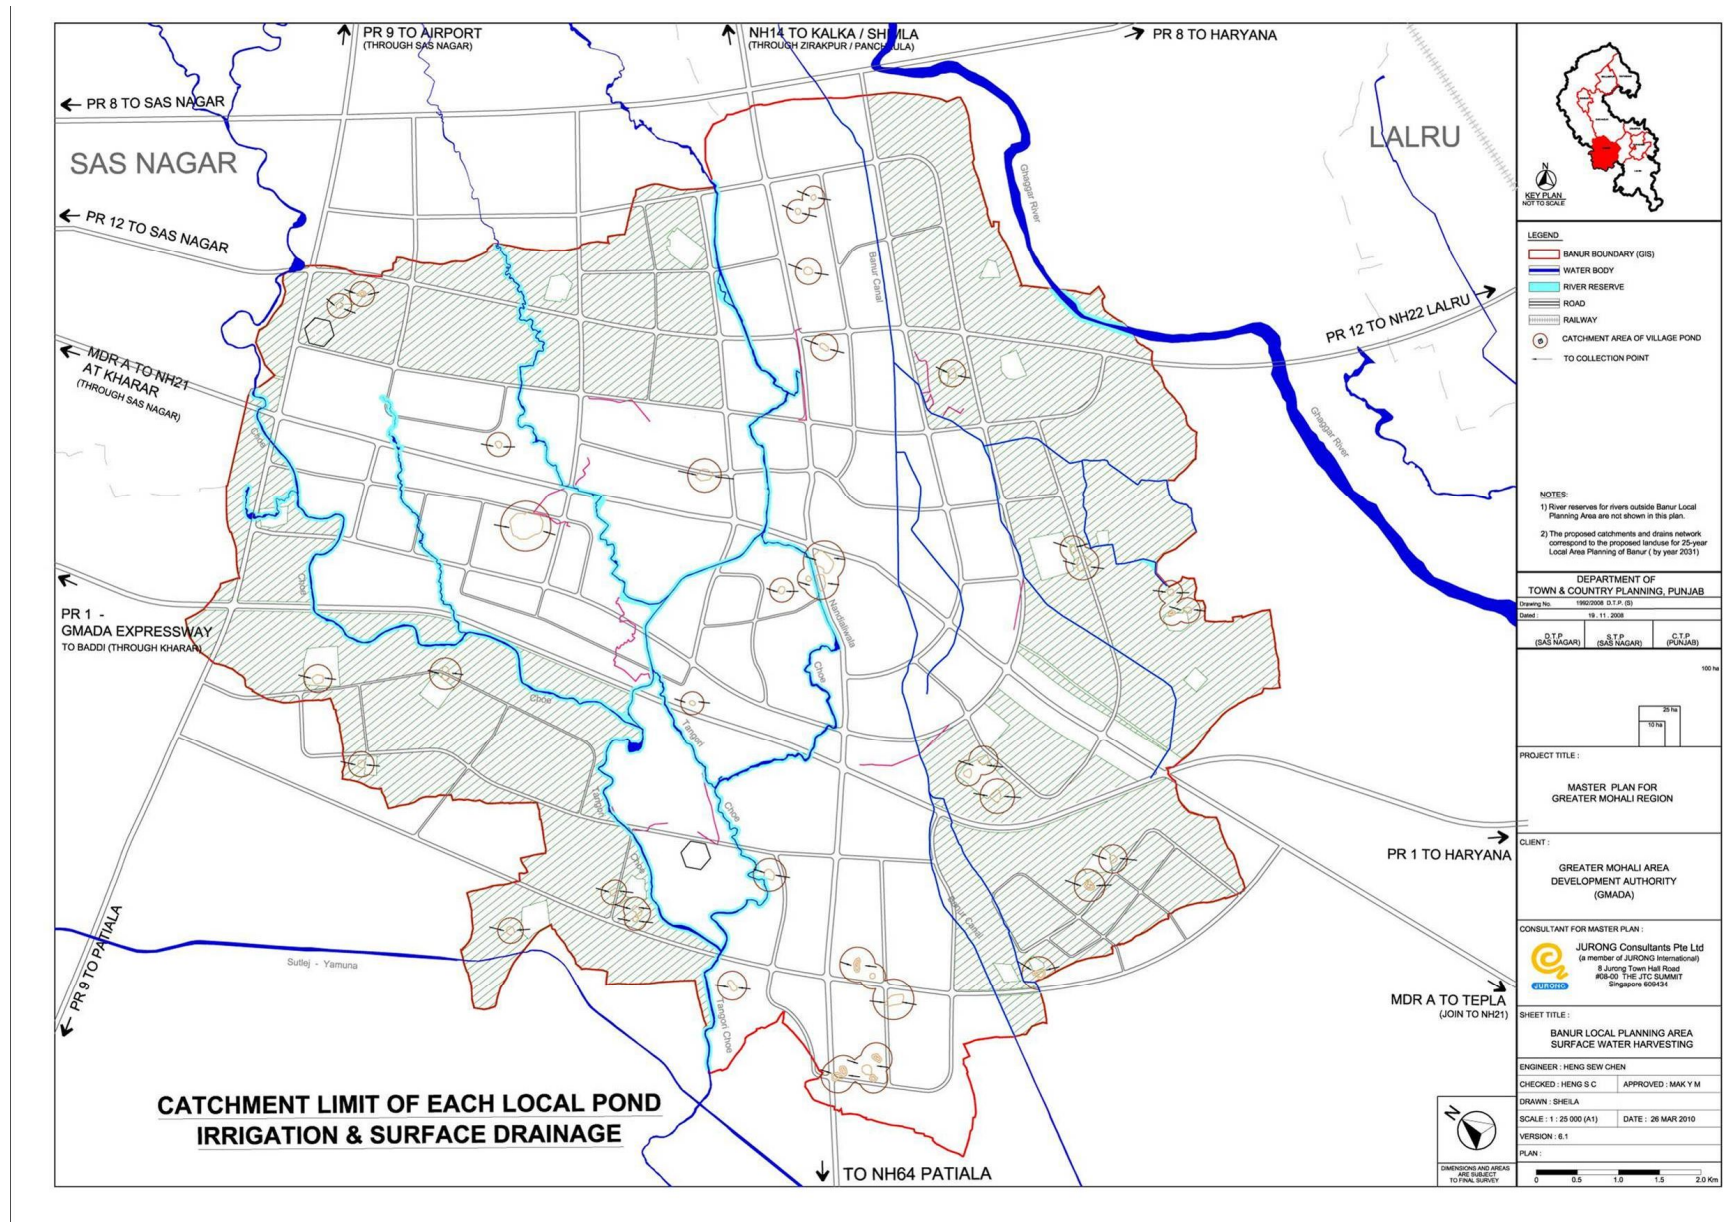 PR 9 TO AIRPORT
(THROUGH SAS NAGAR)
NH14 TO KALKA / SHIMLA
(THROUGH ZIRAKPUR / PANCHKULA)
PR 8 TO HARYANA
PR 8 TO SAS NAGAR
SAS NAGAR
LALRU
PR 12 TO SAS NAGAR
Ghaggar River
Banur Canal
PR 12 TO NH22 LALRU
MDR A TO NH21
AT KHARAR
(THROUGH SAS NAGAR)
Ghaggar River
Choe
Choe
PR 1 -
GMADA EXPRESSWAY
TO BADDI (THROUGH KHARAR)
Nandialiwala
Choe
Choe
Tangori
Choe
Tangori
Choe
PR 1 TO HARYANA
Banur Canal
PR 9 TO PATIALA
Sutlej - Yamuna
Tangori Choe
MDR A TO TEPLA
(JOIN TO NH21)
CATCHMENT LIMIT OF EACH LOCAL POND
IRRIGATION & SURFACE DRAINAGE
TO NH64 PATIALA
N
DIMENSIONS AND AREAS
ARE SUBJECT
TO FINAL SURVEY
N
KEY PLAN
NOT TO SCALE
LEGEND
BANUR BOUNDARY (GIS)
WATER BODY
RIVER RESERVE
ROAD
RAILWAY
CATCHMENT AREA OF VILLAGE POND
TO COLLECTION POINT
NOTES:
1) River reserves for rivers outside Banur Local
Planning Area are not shown in this plan.
2) The proposed catchments and drains network
correspond to the proposed landuse for 25-year
Local Area Planning of Banur ( by year 2031)
DEPARTMENT OF
TOWN & COUNTRY PLANNING, PUNJAB
Drawing No. 1992/2008 D.T.P. (S)
Dated : 19 . 11 . 2008
D.T.P (SAS NAGAR) S.T.P (SAS NAGAR) C.T.P (PUNJAB)
100 ha
25 ha
10 ha
PROJECT TITLE :
MASTER PLAN FOR
GREATER MOHALI REGION
CLIENT :
GREATER MOHALI AREA
DEVELOPMENT AUTHORITY
(GMADA)
CONSULTANT FOR MASTER PLAN :
JURONG
JURONG Consultants Pte Ltd
(a member of JURONG International)
8 Jurong Town Hall Road
#08-00 THE JTC SUMMIT
Singapore 609434
SHEET TITLE :
BANUR LOCAL PLANNING AREA
SURFACE WATER HARVESTING
ENGINEER : HENG SEW CHEN
CHECKED : HENG S C APPROVED : MAK Y M
DRAWN : SHEILA
SCALE : 1 : 25 000 (A1) DATE : 26 MAR 2010
VERSION : 6.1
PLAN :
0 0.5 1.0 1.5 2.0 Km